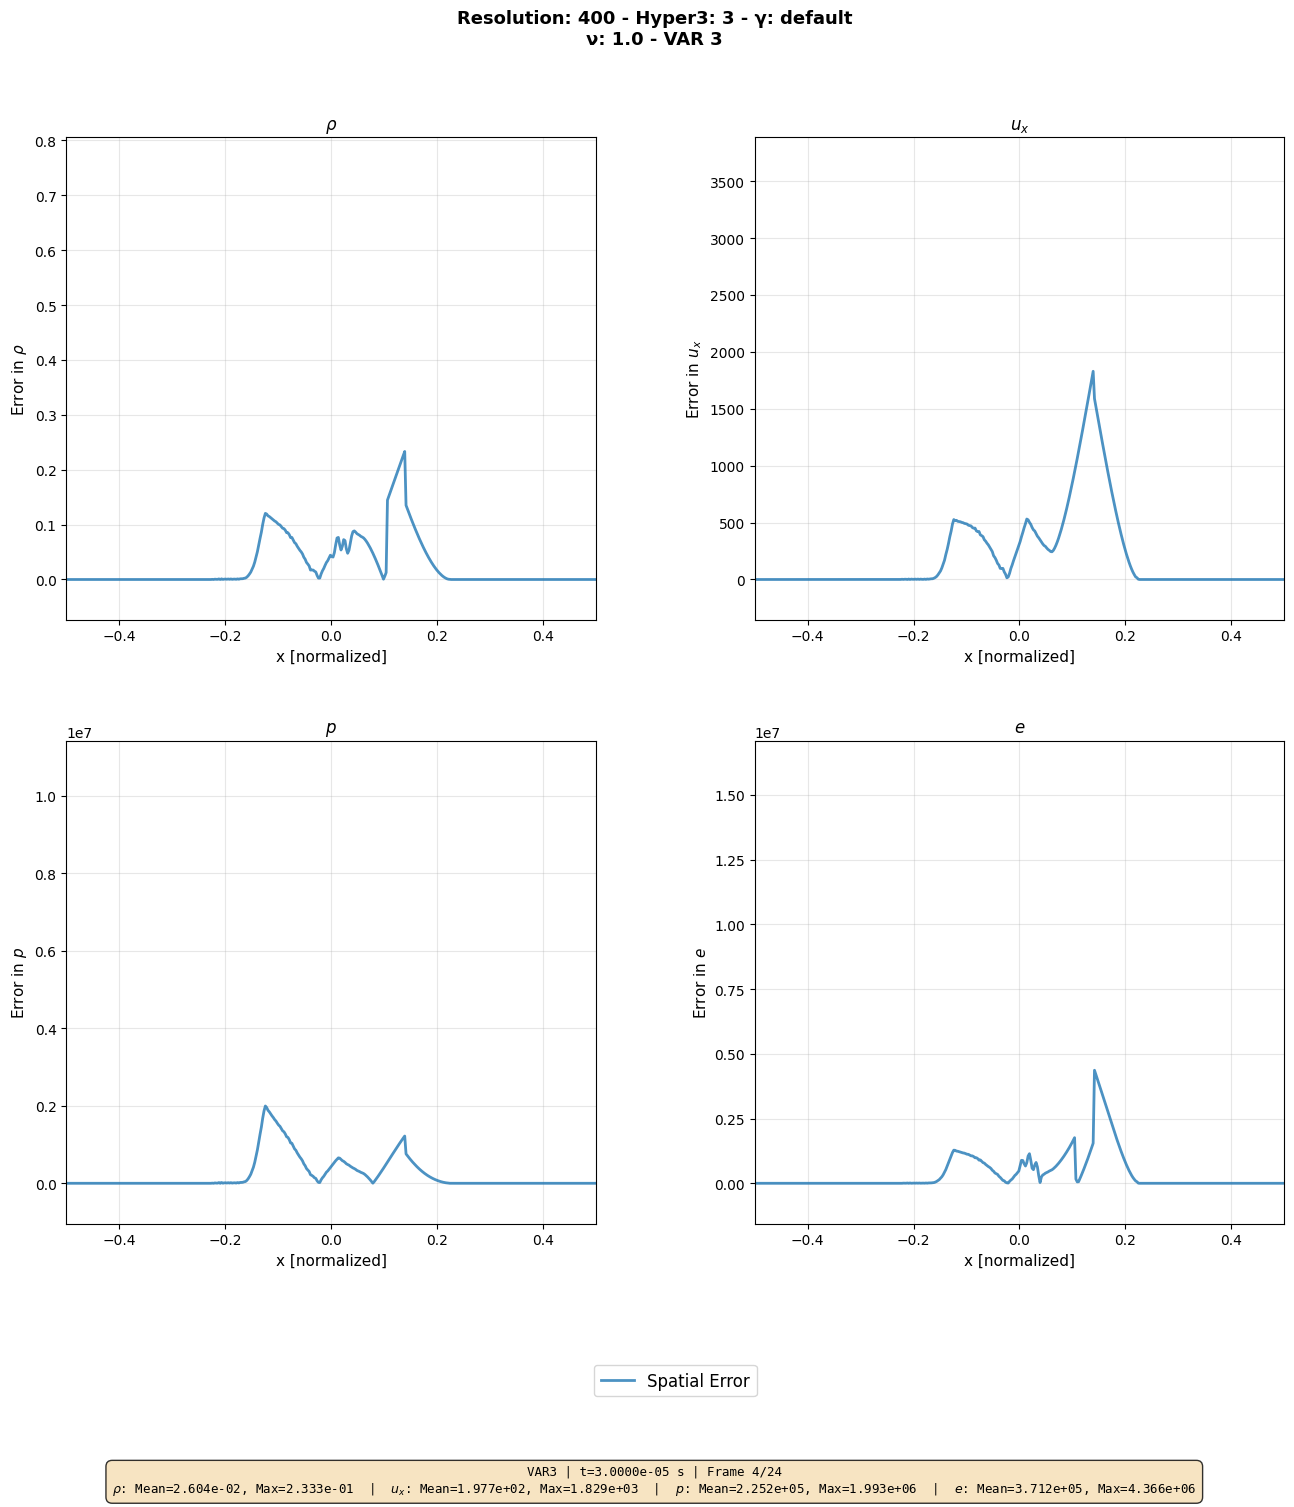 Resolution: 400 - Hyper3: 3 - γ: default
ν: 1.0 - VAR 3
ρ
0.8
0.7
0.6
0.5
0.4
0.3
0.2
0.1
0.0
Error in ρ
−0.4 −0.2 0.0 0.2 0.4
x [normalized]
u_x
3500
3000
2500
2000
1500
1000
500
0
Error in u_x
−0.4 −0.2 0.0 0.2 0.4
x [normalized]
p
1e7
1.0
0.8
0.6
0.4
0.2
0.0
Error in p
−0.4 −0.2 0.0 0.2 0.4
x [normalized]
e
1e7
1.50
1.25
1.00
0.75
0.50
0.25
0.00
Error in e
−0.4 −0.2 0.0 0.2 0.4
x [normalized]
Spatial Error
VAR3 | t=3.0000e-05 s | Frame 4/24
ρ: Mean=2.604e-02, Max=2.333e-01 | u_x: Mean=1.977e+02, Max=1.829e+03 | p: Mean=2.252e+05, Max=1.993e+06 | e: Mean=3.712e+05, Max=4.366e+06